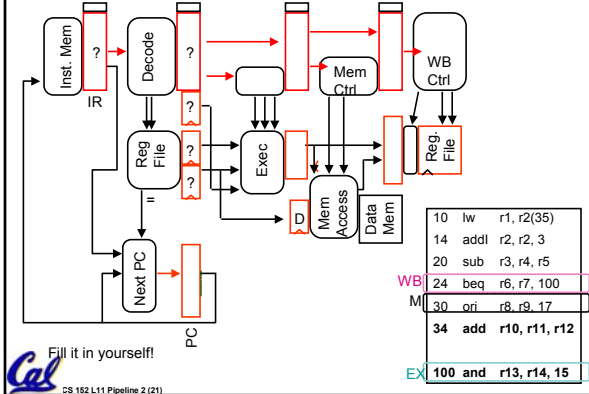 Inst. Mem
?
IR
Decode
?
?
?
?
Reg
File
=
Next PC
PC
Exec
Mem
Ctrl
D
Mem
Access
Data
Mem
WB
Ctrl
Reg.
File
10 lw r1, r2(35)
14 addI r2, r2, 3
20 sub r3, r4, r5
WB 24 beq r6, r7, 100
M 30 ori r8, r9, 17
34 add r10, r11, r12
EX 100 and r13, r14, 15
Fill it in yourself!
Cal
CS 152 L11 Pipeline 2 (21)